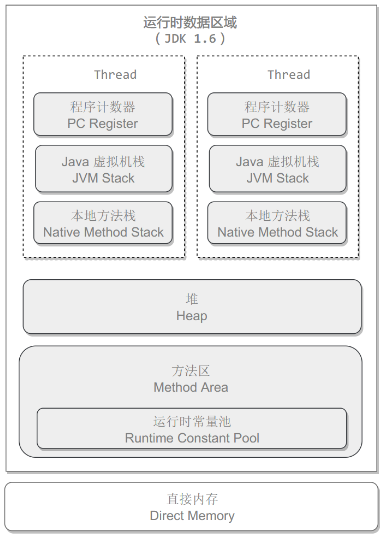 运行时数据区域
( JDK 1.6 )
Thread
程序计数器
PC Register
Java 虚拟机栈
JVM Stack
本地方法栈
Native Method Stack
Thread
程序计数器
PC Register
Java 虚拟机栈
JVM Stack
本地方法栈
Native Method Stack
堆
Heap
方法区
Method Area
运行时常量池
Runtime Constant Pool
直接内存
Direct Memory